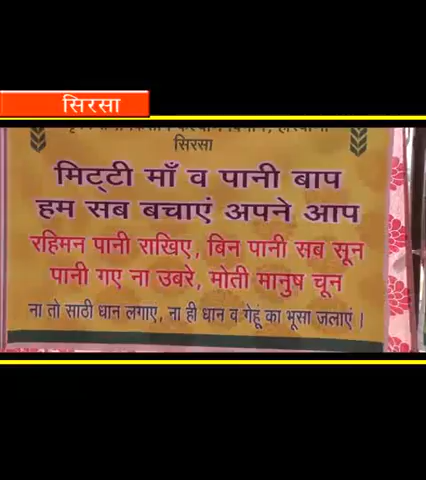 सिरसा
सिरसा
मिट्टी माँ व पानी बाप
हम सब बचाएं अपने आप
रहिमन पानी राखिए, बिन पानी सब सून
पानी गए ना उबरे, मोती मानुष चून
ना तो साठी धान लगाए, ना ही धान व गेहूं का भूसा जलाएं ।